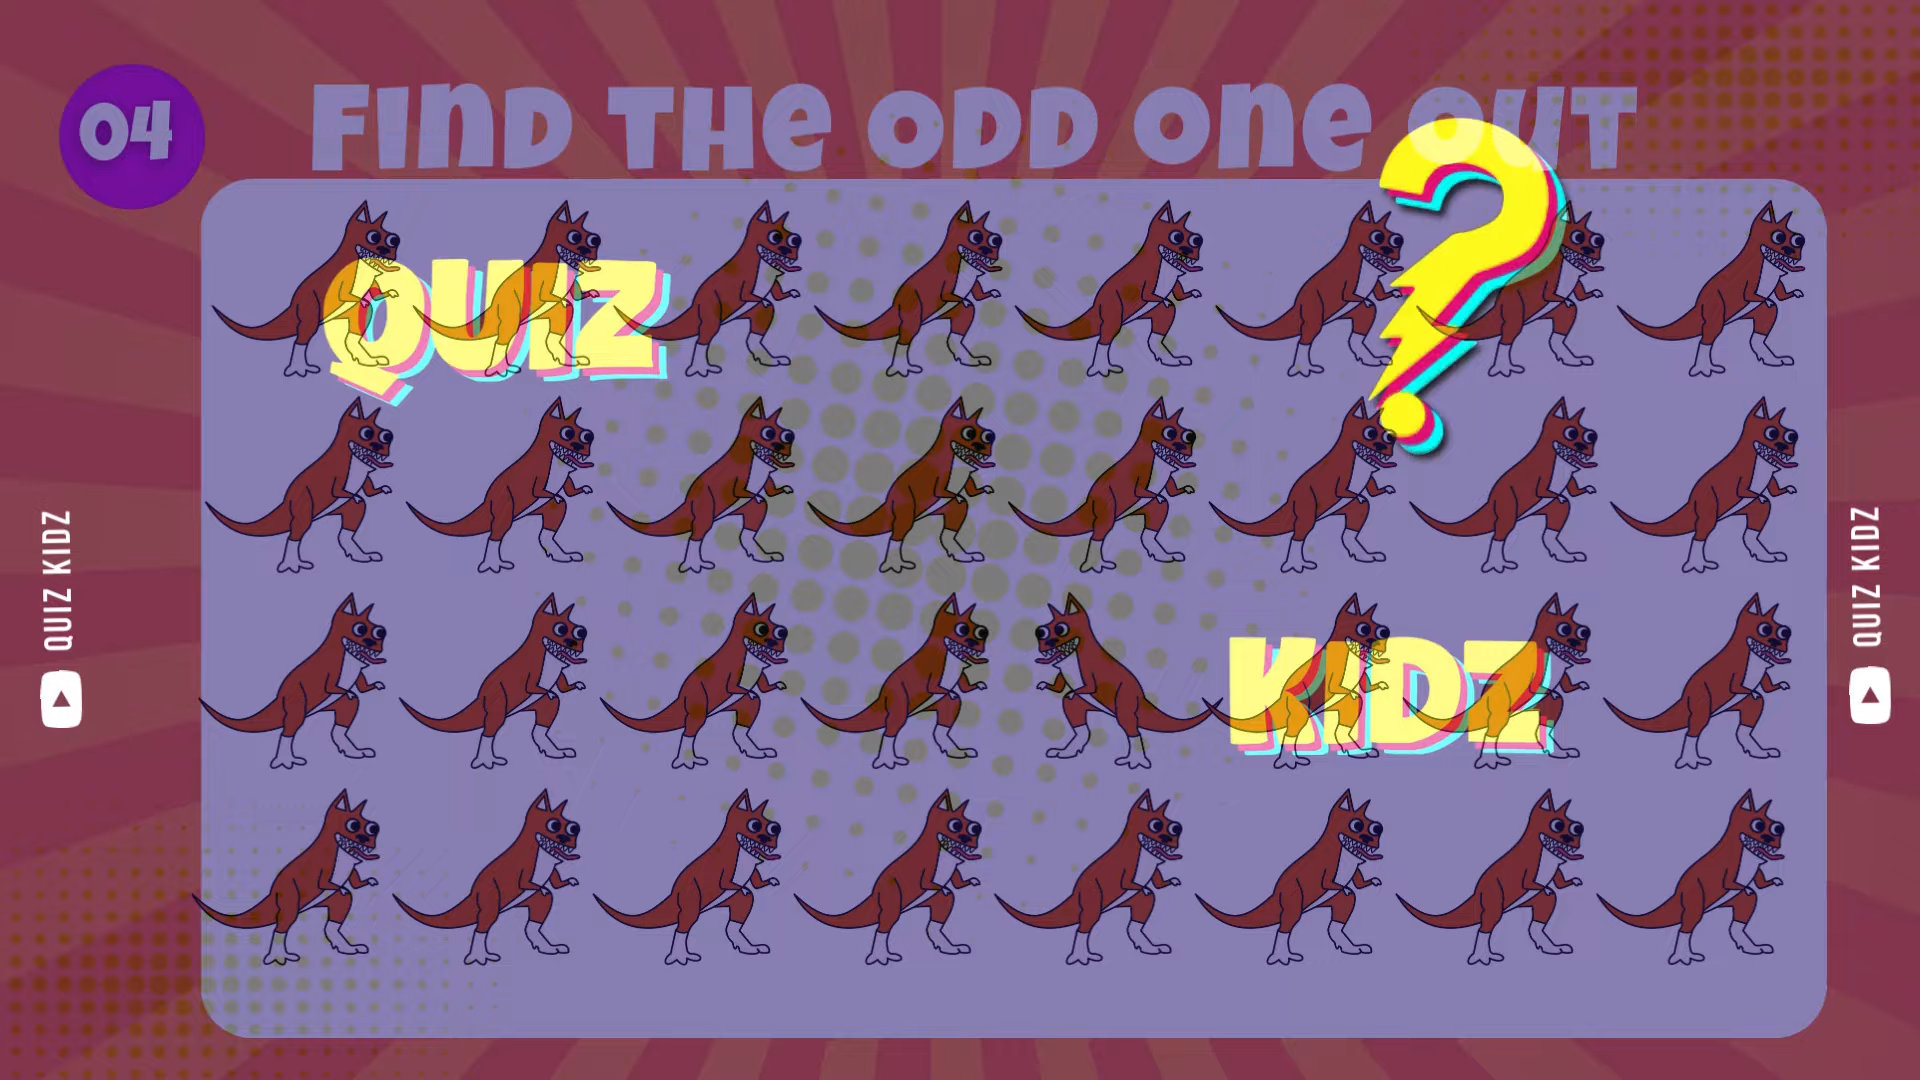 04
FIND THE ODD ONE OUT
QUIZ
?
KIDZ
QUIZ KIDZ
QUIZ KIDZ